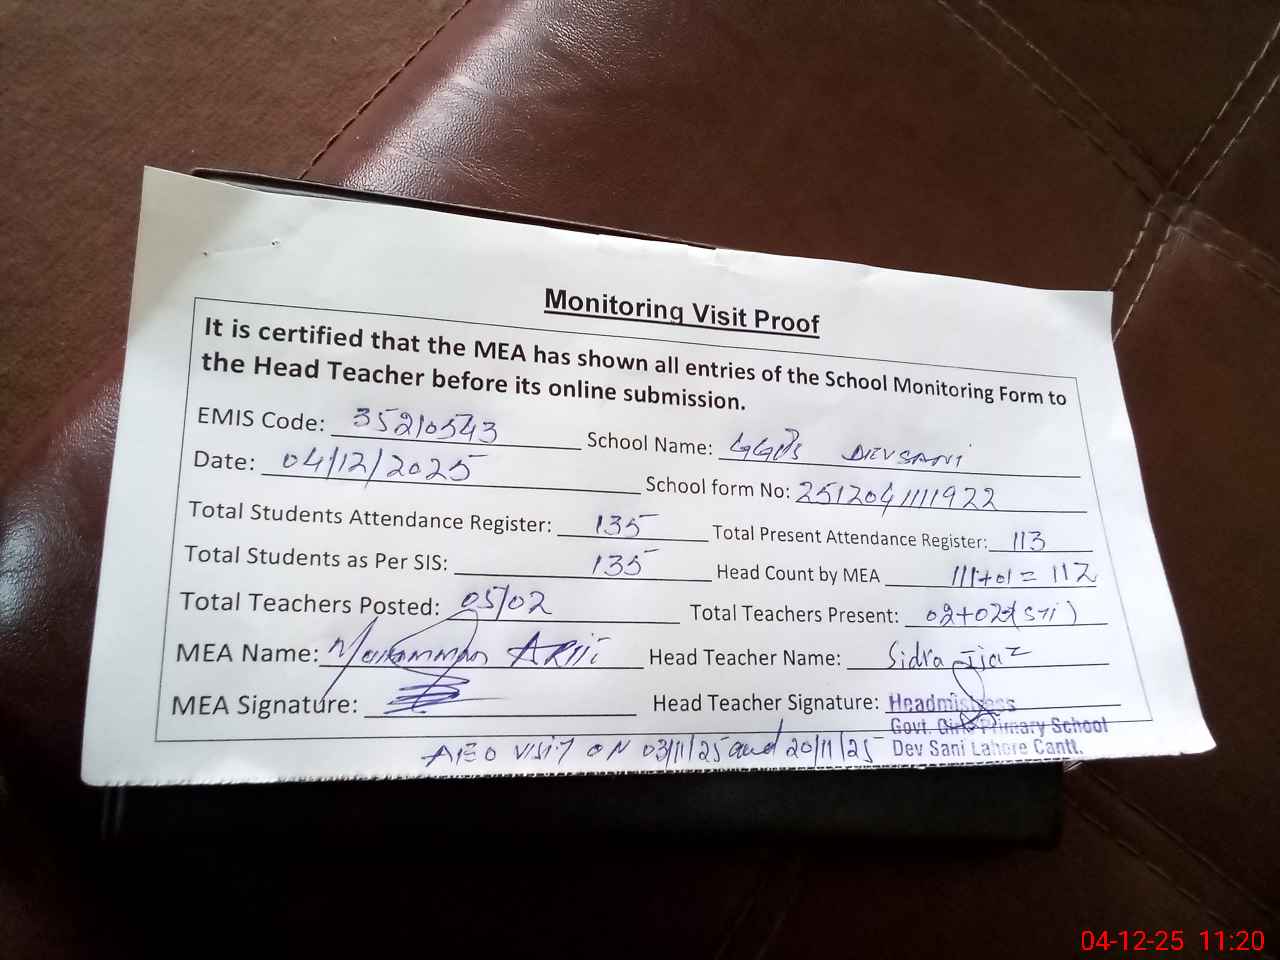 Monitoring Visit Proof
It is certified that the MEA has shown all entries of the School Monitoring Form to
the Head Teacher before its online submission.
EMIS Code: 35210543 School Name: GGPS DEVSANI
Date: 04/12/2025 School form No: 2512041111922
Total Students Attendance Register: 135 Total Present Attendance Register: 113
Total Students as Per SIS: 135 Head Count by MEA 111+01 = 112
Total Teachers Posted: 05/02 Total Teachers Present: 02+02(STI)
MEA Name: Muhammad Head Teacher Name: Sidra Ijaz
MEA Signature: Head Teacher Signature: Headmistress
Govt. Girls Primary School
Dev Sani Lahore Cantt.
AEO VISIT ON 03/11/25 and 20/11/25
04-12-25 11:20